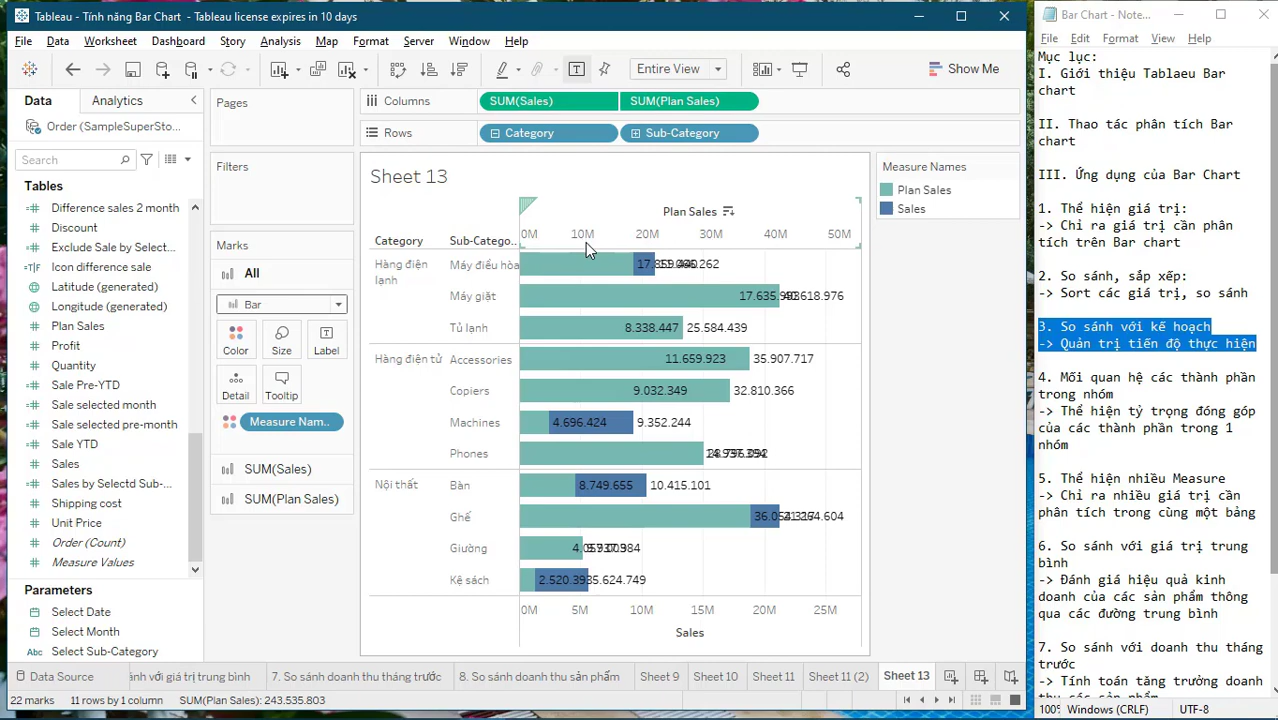 Tableau - Tính năng Bar Chart - Tableau license expires in 10 days
File Data Worksheet Dashboard Story Analysis Map Format Server Window Help
Entire View
Show Me
Data Analytics
Order (SampleSuperSto...
Search
Tables
Difference sales 2 month
Discount
Exclude Sale by Select...
Icon difference sale
Latitude (generated)
Longitude (generated)
Plan Sales
Profit
Quantity
Sale Pre-YTD
Sale selected month
Sale selected pre-month
Sale YTD
Sales
Sales by Selectd Sub-...
Shipping cost
Unit Price
Order (Count)
Measure Values
Parameters
Select Date
Select Month
Abc Select Sub-Category
Pages
Filters
Marks
All
Bar
Color Size Label
Detail Tooltip
Measure Nam..
SUM(Sales)
SUM(Plan Sales)
Columns SUM(Sales) SUM(Plan Sales)
Rows Category Sub-Category
Sheet 13
Plan Sales
0M 10M 20M 30M 40M 50M
Category Sub-Catego..
Hàng điện
lạnh
Máy điều hòa
Máy giặt
Tủ lạnh 8.338.447 25.584.439
Hàng điện tử Accessories 11.659.923 35.907.717
Copiers 9.032.349 32.810.366
Machines 4.696.424 9.352.244
Phones
Nội thất Bàn 8.749.655 10.415.101
Ghế
Giường
Kệ sách
0M 5M 10M 15M 20M 25M
Sales
Measure Names
Plan Sales
Sales
Data Source ánh với giá trị trung bình 7. So sánh doanh thu tháng trước 8. So sánh doanh thu sản phẩm Sheet 9 Sheet 10 Sheet 11 Sheet 11 (2) Sheet 13
22 marks 11 rows by 1 column SUM(Plan Sales): 243.535.803
Bar Chart - Note...
File Edit Format View Help
Mục lục:
I. Giới thiệu Tablaeu Bar
chart
II. Thao tác phân tích Bar
chart
III. Ứng dụng của Bar Chart
1. Thể hiện giá trị:
-> Chỉ ra giá trị cần phân
tích trên Bar chart
2. So sánh, sắp xếp:
-> Sort các giá trị, so sánh
3. So sánh với kế hoạch
-> Quản trị tiến độ thực hiện
4. Mối quan hệ các thành phần
trong nhóm
-> Thể hiện tỷ trọng đóng góp
của các thành phần trong 1
nhóm
5. Thể hiện nhiều Measure
-> Chỉ ra nhiều giá trị cần
phân tích trong cùng một bảng
6. So sánh với giá trị trung
bình
-> Đánh giá hiệu quả kinh
doanh của các sản phẩm thông
qua các đường trung bình
7. So sánh với doanh thu tháng
trước
-> Tính toán tăng trưởng doanh
thu các sản phẩm
100% Windows (CRLF) UTF-8